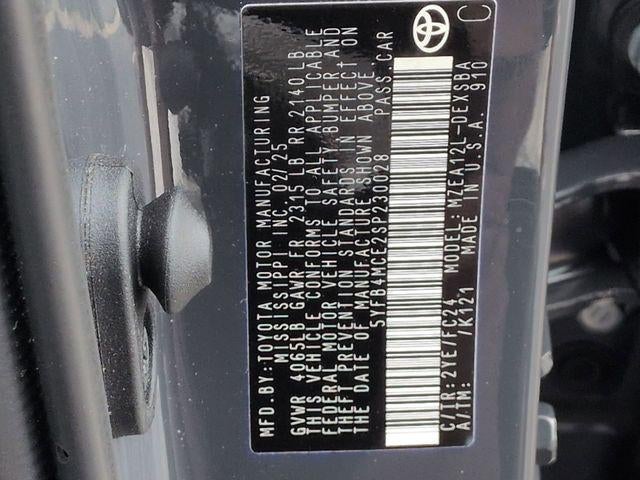 MFD.BY:TOYOTA MOTOR MANUFACTURING
MISSISSIPPI INC 02/25
GVWR 4065LB GAWR FR 2315 LB RR 2140 LB
THIS VEHICLE CONFORMS TO ALL APPLICABLE
FEDERAL MOTOR VEHICLE SAFETY BUMPER AND
THEFT PREVENTION STANDARDS IN EFFECT ON
THE DATE OF MANUFACTURE SHOWN ABOVE.
5YFB4MCE2SP230028 PASS.CAR
C/TR:2YE/FC24 MODEL:MZEA12L-DEXSBA
A/TM: /K121 MADE IN U.S.A. 910
C